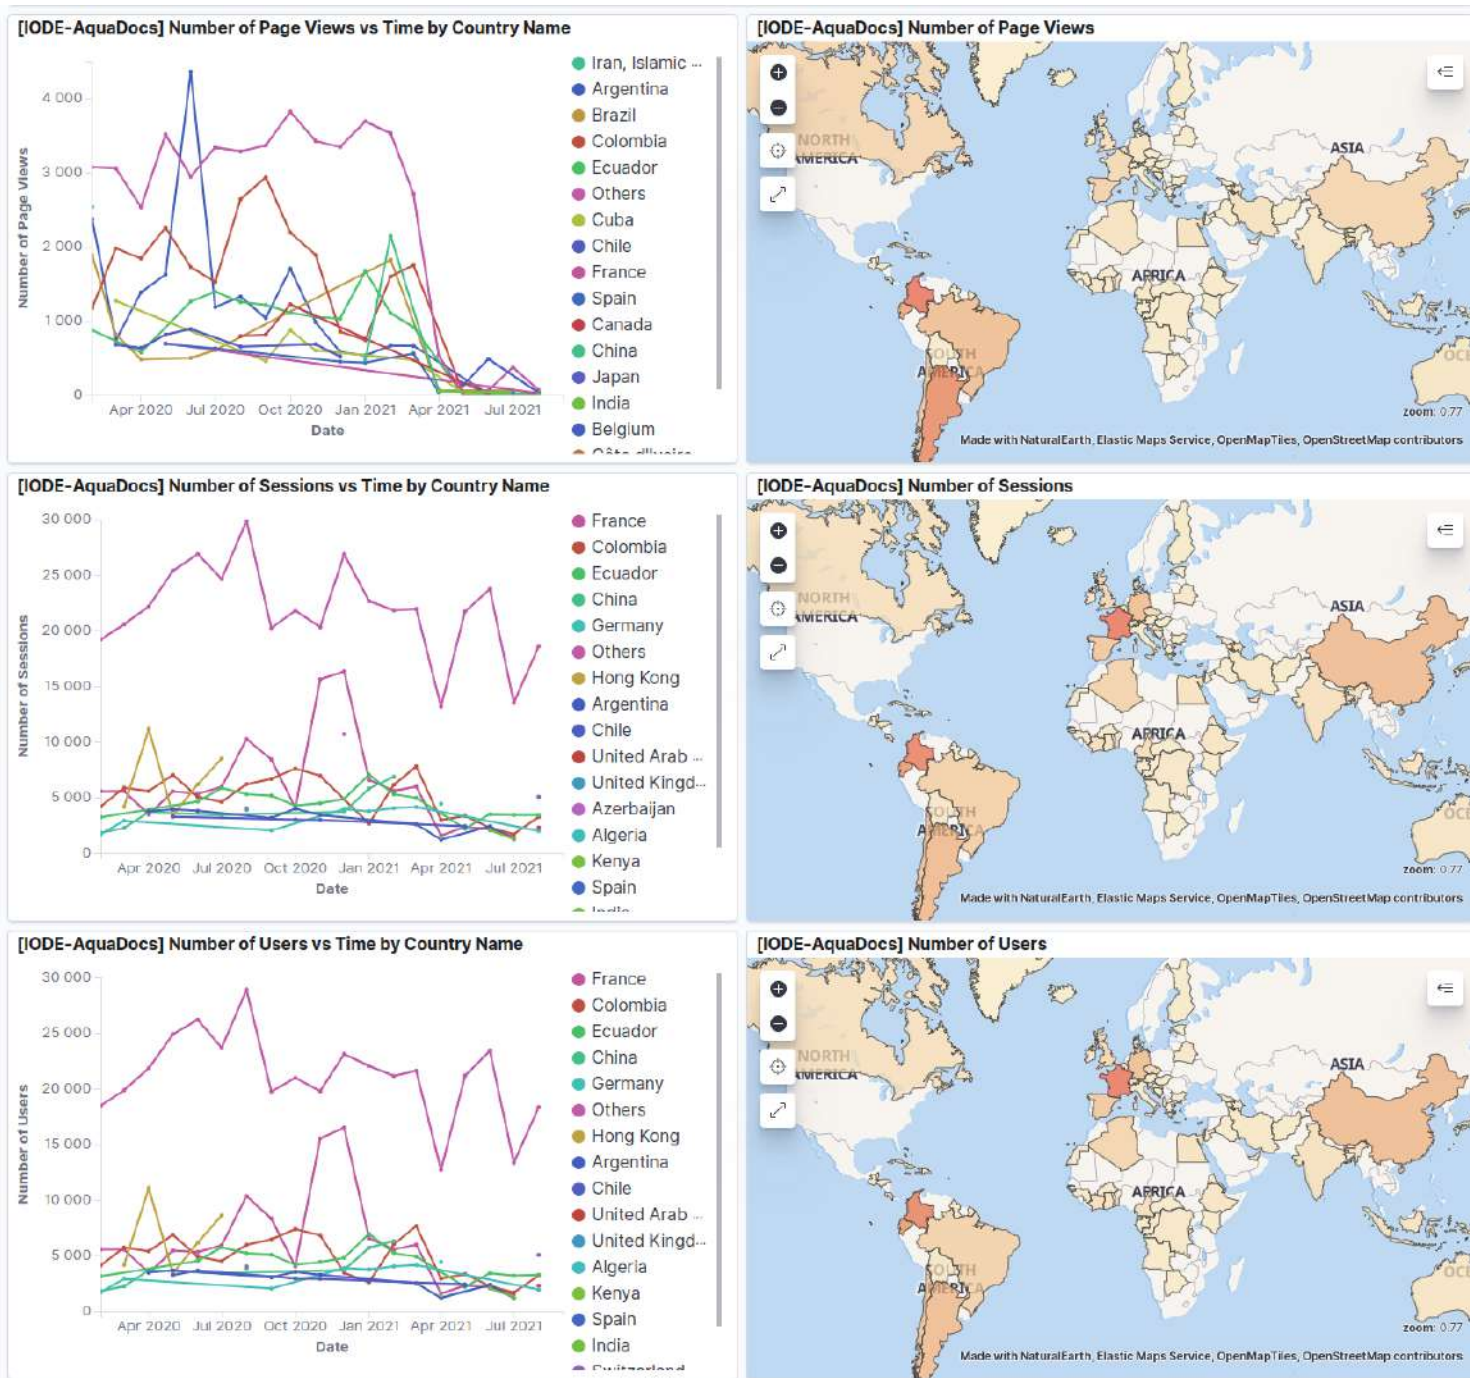 [IODE-AquaDocs] Number of Page Views vs Time by Country Name
Number of Page Views
4 000
3 000
2 000
1 000
0
Apr 2020 Jul 2020 Oct 2020 Jan 2021 Apr 2021 Jul 2021
Date
Iran, Islamic ...
Argentina
Brazil
Colombia
Ecuador
Others
Cuba
Chile
France
Spain
Canada
China
Japan
India
Belgium
[IODE-AquaDocs] Number of Page Views
NORTH
AMERICA
ASIA
AFRICA
SOUTH
AMERIC
OCE
zoom: 0.77
Made with NaturalEarth, Elastic Maps Service, OpenMapTiles, OpenStreetMap contributors
[IODE-AquaDocs] Number of Sessions vs Time by Country Name
Number of Sessions
30 000
25 000
20 000
15 000
10 000
5 000
0
Apr 2020 Jul 2020 Oct 2020 Jan 2021 Apr 2021 Jul 2021
Date
France
Colombia
Ecuador
China
Germany
Others
Hong Kong
Argentina
Chile
United Arab ...
United Kingd...
Azerbaijan
Algeria
Kenya
Spain
India
[IODE-AquaDocs] Number of Sessions
NORTH
AMERICA
ASIA
AFRICA
SOUTH
AMERIC
OCE
zoom: 0.77
Made with NaturalEarth, Elastic Maps Service, OpenMapTiles, OpenStreetMap contributors
[IODE-AquaDocs] Number of Users vs Time by Country Name
Number of Users
30 000
25 000
20 000
15 000
10 000
5 000
0
Apr 2020 Jul 2020 Oct 2020 Jan 2021 Apr 2021 Jul 2021
Date
France
Colombia
Ecuador
China
Germany
Others
Hong Kong
Argentina
Chile
United Arab ...
United Kingd...
Algeria
Kenya
Spain
India
Switzerland
[IODE-AquaDocs] Number of Users
NORTH
AMERICA
ASIA
AFRICA
SOUTH
AMERIC
OCE
zoom: 0.77
Made with NaturalEarth, Elastic Maps Service, OpenMapTiles, OpenStreetMap contributors